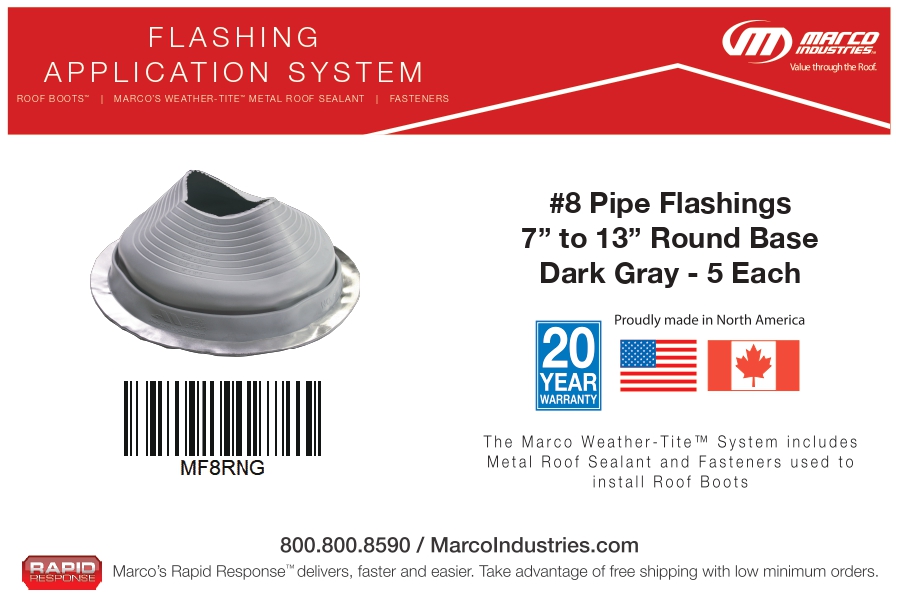 FLASHING
APPLICATION SYSTEM
ROOF BOOTS™ | MARCO'S WEATHER-TITE™ METAL ROOF SEALANT | FASTENERS
MARCO
INDUSTRIES™
Value through the Roof.
#8 Pipe Flashings
7” to 13” Round Base
Dark Gray - 5 Each
Proudly made in North America
20
YEAR
WARRANTY
MF8RNG
The Marco Weather-Tite™ System includes
Metal Roof Sealant and Fasteners used to
install Roof Boots
800.800.8590 / MarcoIndustries.com
RAPID
RESPONSE
Marco’s Rapid Response™ delivers, faster and easier. Take advantage of free shipping with low minimum orders.